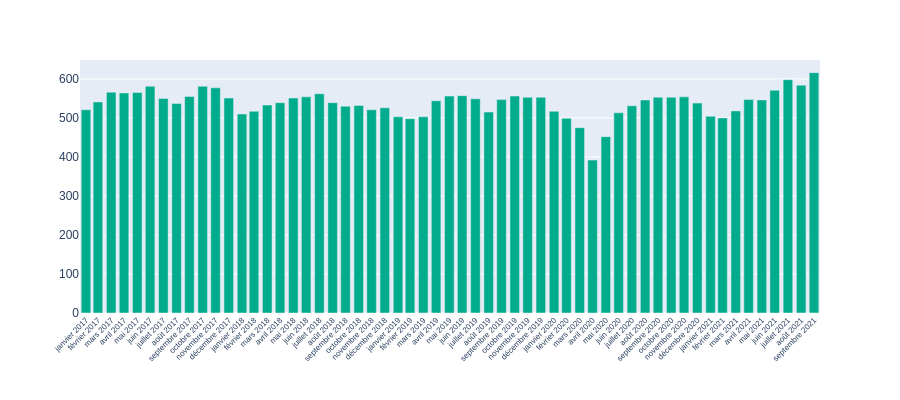 600
500
400
300
200
100
0
janvier 2017
février 2017
mars 2017
avril 2017
mai 2017
juin 2017
juillet 2017
août 2017
septembre 2017
octobre 2017
novembre 2017
décembre 2017
janvier 2018
février 2018
mars 2018
avril 2018
mai 2018
juin 2018
juillet 2018
août 2018
septembre 2018
octobre 2018
novembre 2018
décembre 2018
janvier 2019
février 2019
mars 2019
avril 2019
mai 2019
juin 2019
juillet 2019
août 2019
septembre 2019
octobre 2019
novembre 2019
décembre 2019
janvier 2020
février 2020
mars 2020
avril 2020
mai 2020
juin 2020
juillet 2020
août 2020
septembre 2020
octobre 2020
novembre 2020
décembre 2020
janvier 2021
février 2021
mars 2021
avril 2021
mai 2021
juin 2021
juillet 2021
août 2021
septembre 2021